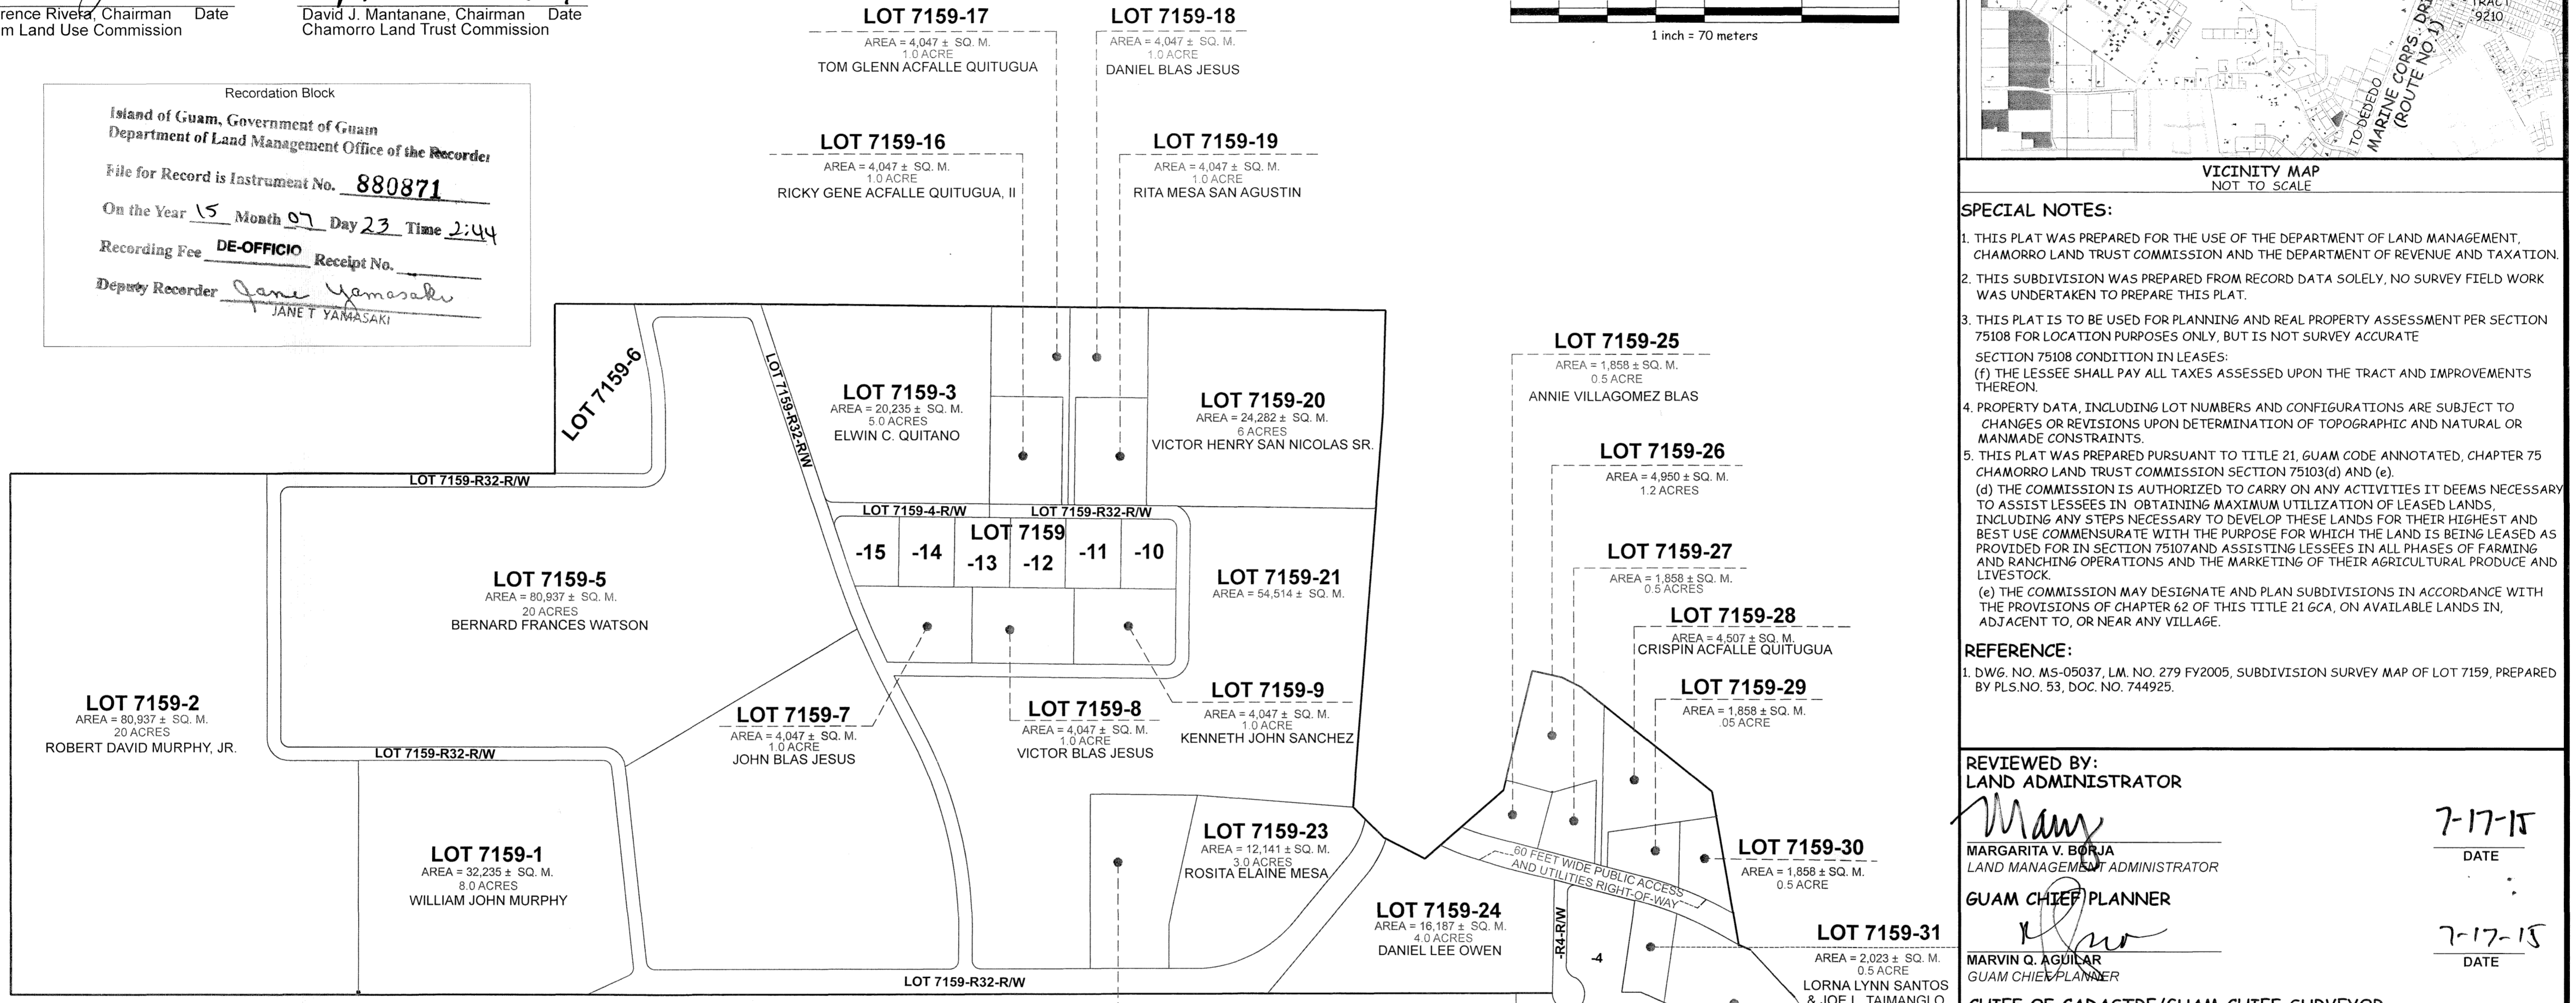 rence Rivera, Chairman Date
m Land Use Commission
David J. Mantanane, Chairman Date
Chamorro Land Trust Commission
Recordation Block
Island of Guam, Government of Guam
Department of Land Management Office of the Recorder
File for Record is Instrument No. 880871
On the Year 15 Month 07 Day 23 Time 2:44
Recording Fee DE-OFFICIO Receipt No.
Deputy Recorder Jane Yamasaki
JANE T YAMASAKI
LOT 7159-17
AREA = 4,047 ± SQ. M.
1.0 ACRE
TOM GLENN ACFALLE QUITUGUA
LOT 7159-18
AREA = 4,047 ± SQ. M.
1.0 ACRE
DANIEL BLAS JESUS
LOT 7159-16
AREA = 4,047 ± SQ. M.
1.0 ACRE
RICKY GENE ACFALLE QUITUGUA, II
LOT 7159-19
AREA = 4,047 ± SQ. M.
1.0 ACRE
RITA MESA SAN AGUSTIN
1 inch = 70 meters
LOT 7159-6
LOT 7159-R32-R/W
LOT 7159-3
AREA = 20,235 ± SQ. M.
5.0 ACRES
ELWIN C. QUITANO
LOT 7159-20
AREA = 24,282 ± SQ. M.
6 ACRES
VICTOR HENRY SAN NICOLAS SR.
LOT 7159-R32-R/W
LOT 7159-4-R/W
LOT 7159-R32-R/W
LOT 7159
-15
-14
-13
-12
-11
-10
LOT 7159-5
AREA = 80,937 ± SQ. M.
20 ACRES
BERNARD FRANCES WATSON
LOT 7159-21
AREA = 54,514 ± SQ. M.
LOT 7159-2
AREA = 80,937 ± SQ. M.
20 ACRES
ROBERT DAVID MURPHY, JR.
LOT 7159-R32-R/W
LOT 7159-7
AREA = 4,047 ± SQ. M.
1.0 ACRE
JOHN BLAS JESUS
LOT 7159-8
AREA = 4,047 ± SQ. M.
1.0 ACRE
VICTOR BLAS JESUS
LOT 7159-9
AREA = 4,047 ± SQ. M.
1.0 ACRE
KENNETH JOHN SANCHEZ
LOT 7159-1
AREA = 32,235 ± SQ. M.
8.0 ACRES
WILLIAM JOHN MURPHY
LOT 7159-23
AREA = 12,141 ± SQ. M.
3.0 ACRES
ROSITA ELAINE MESA
LOT 7159-24
AREA = 16,187 ± SQ. M.
4.0 ACRES
DANIEL LEE OWEN
LOT 7159-R32-R/W
LOT 7159-25
AREA = 1,858 ± SQ. M.
0.5 ACRE
ANNIE VILLAGOMEZ BLAS
LOT 7159-26
AREA = 4,950 ± SQ. M.
1.2 ACRES
LOT 7159-27
AREA = 1,858 ± SQ. M.
0.5 ACRES
LOT 7159-28
AREA = 4,507 ± SQ. M.
CRISPIN ACFALLE QUITUGUA
LOT 7159-29
AREA = 1,858 ± SQ. M.
.05 ACRE
LOT 7159-30
AREA = 1,858 ± SQ. M.
0.5 ACRE
60 FEET WIDE PUBLIC ACCESS
AND UTILITIES RIGHT-OF-WAY
-R4-R/W
-4
LOT 7159-31
AREA = 2,023 ± SQ. M.
0.5 ACRE
LORNA LYNN SANTOS
& JOE L. TAIMANGLO
TRACT
9210
TO DEDEDO
MARINE CORPS. DRI
(ROUTE NO.1)
VICINITY MAP
NOT TO SCALE
SPECIAL NOTES:
1. THIS PLAT WAS PREPARED FOR THE USE OF THE DEPARTMENT OF LAND MANAGEMENT,
CHAMORRO LAND TRUST COMMISSION AND THE DEPARTMENT OF REVENUE AND TAXATION.
2. THIS SUBDIVISION WAS PREPARED FROM RECORD DATA SOLELY, NO SURVEY FIELD WORK
WAS UNDERTAKEN TO PREPARE THIS PLAT.
3. THIS PLAT IS TO BE USED FOR PLANNING AND REAL PROPERTY ASSESSMENT PER SECTION
75108 FOR LOCATION PURPOSES ONLY, BUT IS NOT SURVEY ACCURATE
SECTION 75108 CONDITION IN LEASES:
(f) THE LESSEE SHALL PAY ALL TAXES ASSESSED UPON THE TRACT AND IMPROVEMENTS
THEREON.
4. PROPERTY DATA, INCLUDING LOT NUMBERS AND CONFIGURATIONS ARE SUBJECT TO
CHANGES OR REVISIONS UPON DETERMINATION OF TOPOGRAPHIC AND NATURAL OR
MANMADE CONSTRAINTS.
5. THIS PLAT WAS PREPARED PURSUANT TO TITLE 21, GUAM CODE ANNOTATED, CHAPTER 75
CHAMORRO LAND TRUST COMMISSION SECTION 75103(d) AND (e).
(d) THE COMMISSION IS AUTHORIZED TO CARRY ON ANY ACTIVITIES IT DEEMS NECESSARY
TO ASSIST LESSEES IN OBTAINING MAXIMUM UTILIZATION OF LEASED LANDS,
INCLUDING ANY STEPS NECESSARY TO DEVELOP THESE LANDS FOR THEIR HIGHEST AND
BEST USE COMMENSURATE WITH THE PURPOSE FOR WHICH THE LAND IS BEING LEASED AS
PROVIDED FOR IN SECTION 75107AND ASSISTING LESSEES IN ALL PHASES OF FARMING
AND RANCHING OPERATIONS AND THE MARKETING OF THEIR AGRICULTURAL PRODUCE AND
LIVESTOCK.
(e) THE COMMISSION MAY DESIGNATE AND PLAN SUBDIVISIONS IN ACCORDANCE WITH
THE PROVISIONS OF CHAPTER 62 OF THIS TITLE 21 GCA, ON AVAILABLE LANDS IN,
ADJACENT TO, OR NEAR ANY VILLAGE.
REFERENCE:
1. DWG. NO. MS-05037, LM. NO. 279 FY2005, SUBDIVISION SURVEY MAP OF LOT 7159, PREPARED
BY PLS.NO. 53, DOC. NO. 744925.
REVIEWED BY:
LAND ADMINISTRATOR
7-17-15
MARGARITA V. BORJA
DATE
LAND MANAGEMENT ADMINISTRATOR
GUAM CHIEF PLANNER
7-17-15
MARVIN Q. AGUILAR
DATE
GUAM CHIEF PLANNER
CHIEF OF CADASTRE/GUAM CHIEF SURVEYOR